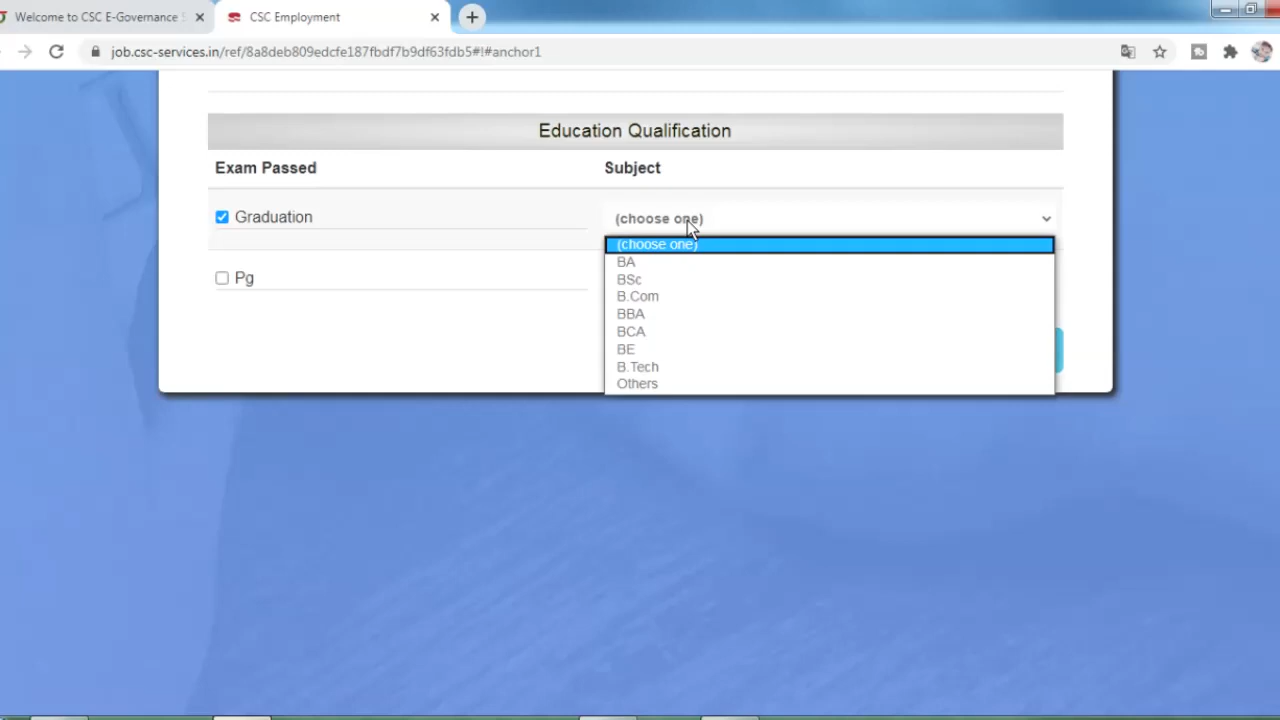 Welcome to CSC E-Governance S
CSC Employment
job.csc-services.in/ref/8a8deb809edcfe187fbdf7b9df63fdb5#!#anchor1
Education Qualification
Exam Passed
Subject
Graduation
(choose one)
(choose one)
BA
BSc
Pg
B.Com
BBA
BCA
BE
B.Tech
Others